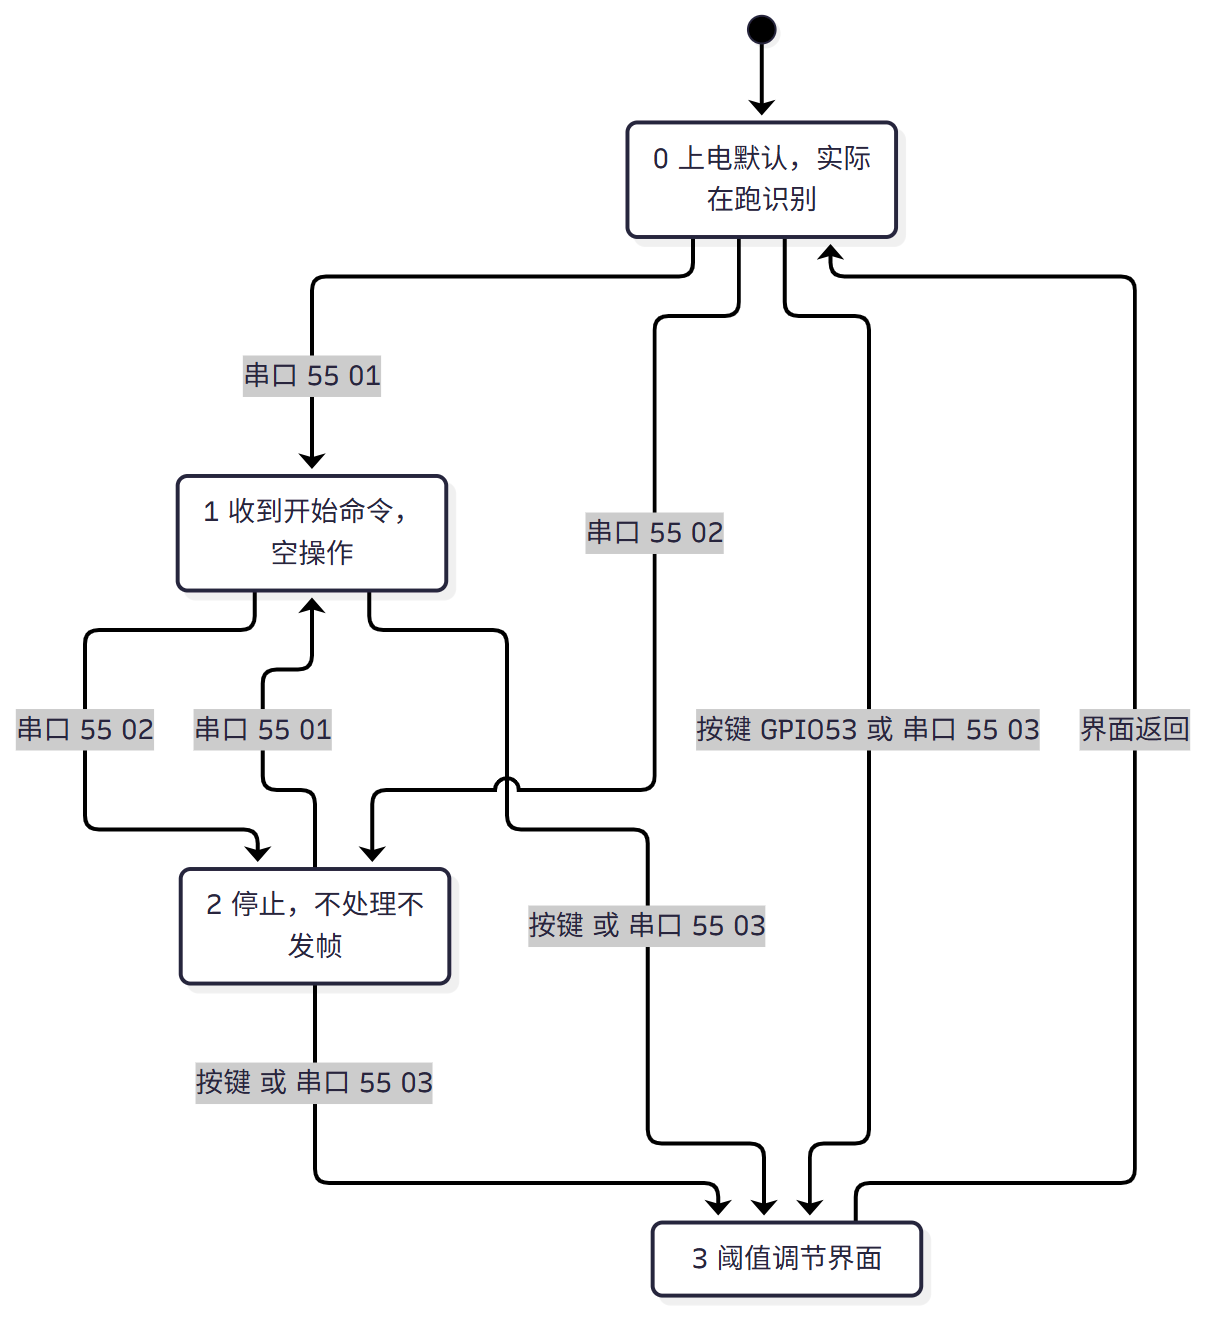 0 上电默认，实际
在跑识别
串口 55 01
1 收到开始命令，
空操作
串口 55 02
串口 55 02
串口 55 01
按键 GPIO53 或 串口 55 03
界面返回
2 停止，不处理不
发帧
按键 或 串口 55 03
按键 或 串口 55 03
3 阈值调节界面